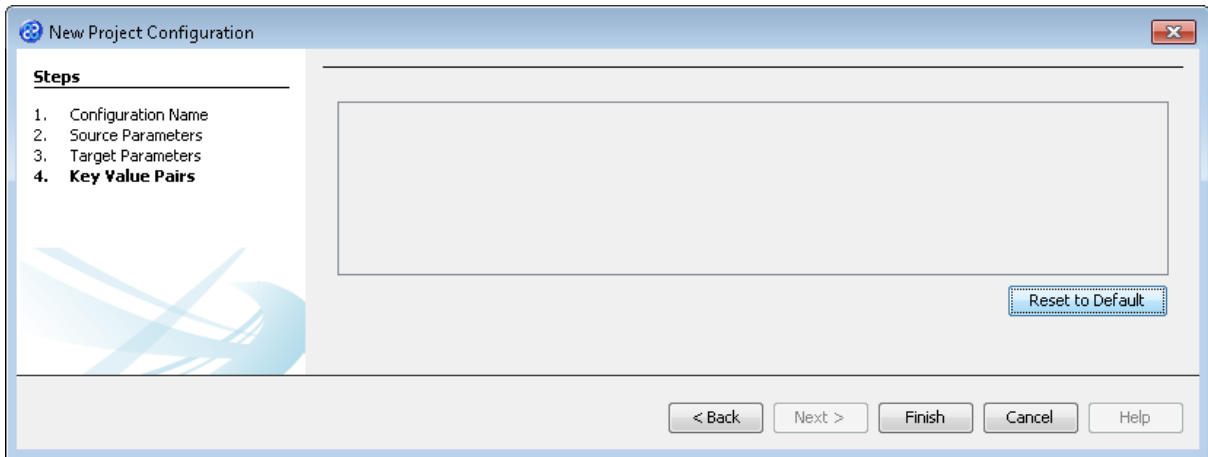 New Project Configuration
Steps
1. Configuration Name
2. Source Parameters
3. Target Parameters
4. Key Value Pairs
Reset to Default
< Back Next > Finish Cancel Help